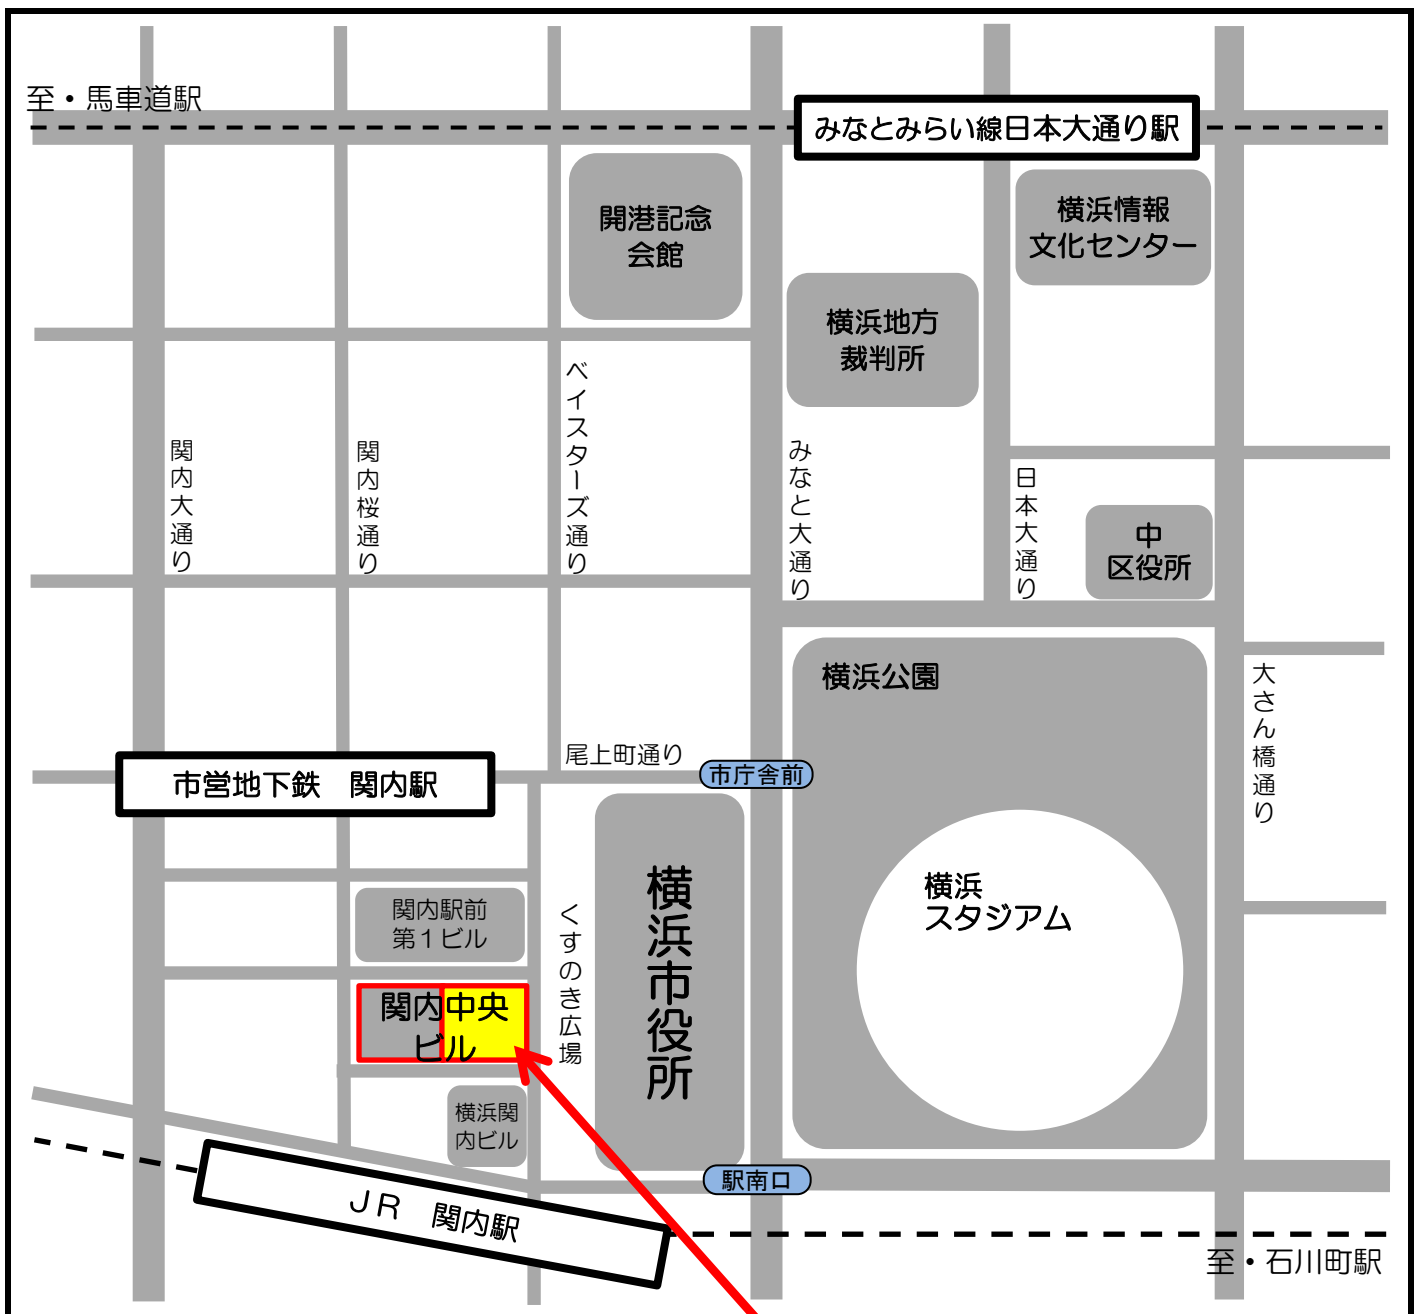 至・馬車道駅
みなとみらい線日本大通り駅
開港記念
会館
横浜情報
文化センター
横浜地方
裁判所
関内大通り
関内桜通り
ベイスターズ通り
みなと大通り
日本大通り
中
区役所
横浜公園
大さん橋通り
尾上町通り
市庁舎前
市営地下鉄　関内駅
横浜
スタジアム
横浜市役所
関内駅前
第１ビル
くすのき広場
関内中央
ビル
横浜関
内ビル
駅南口
ＪＲ　関内駅
至・石川町駅